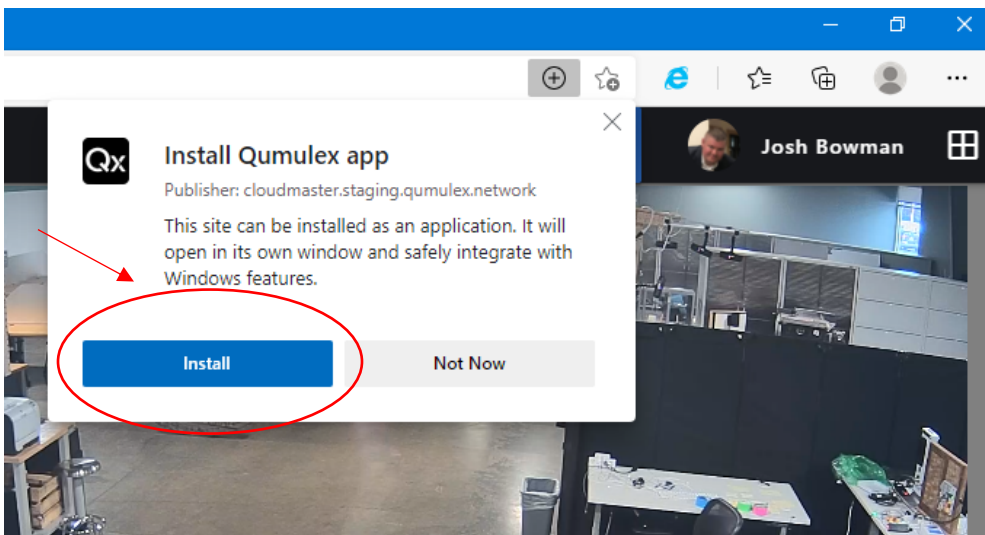 Qx
Install Qumulex app
Publisher: cloudmaster.staging.qumulex.network
This site can be installed as an application. It will
open in its own window and safely integrate with
Windows features.
Install
Not Now
Josh Bowman